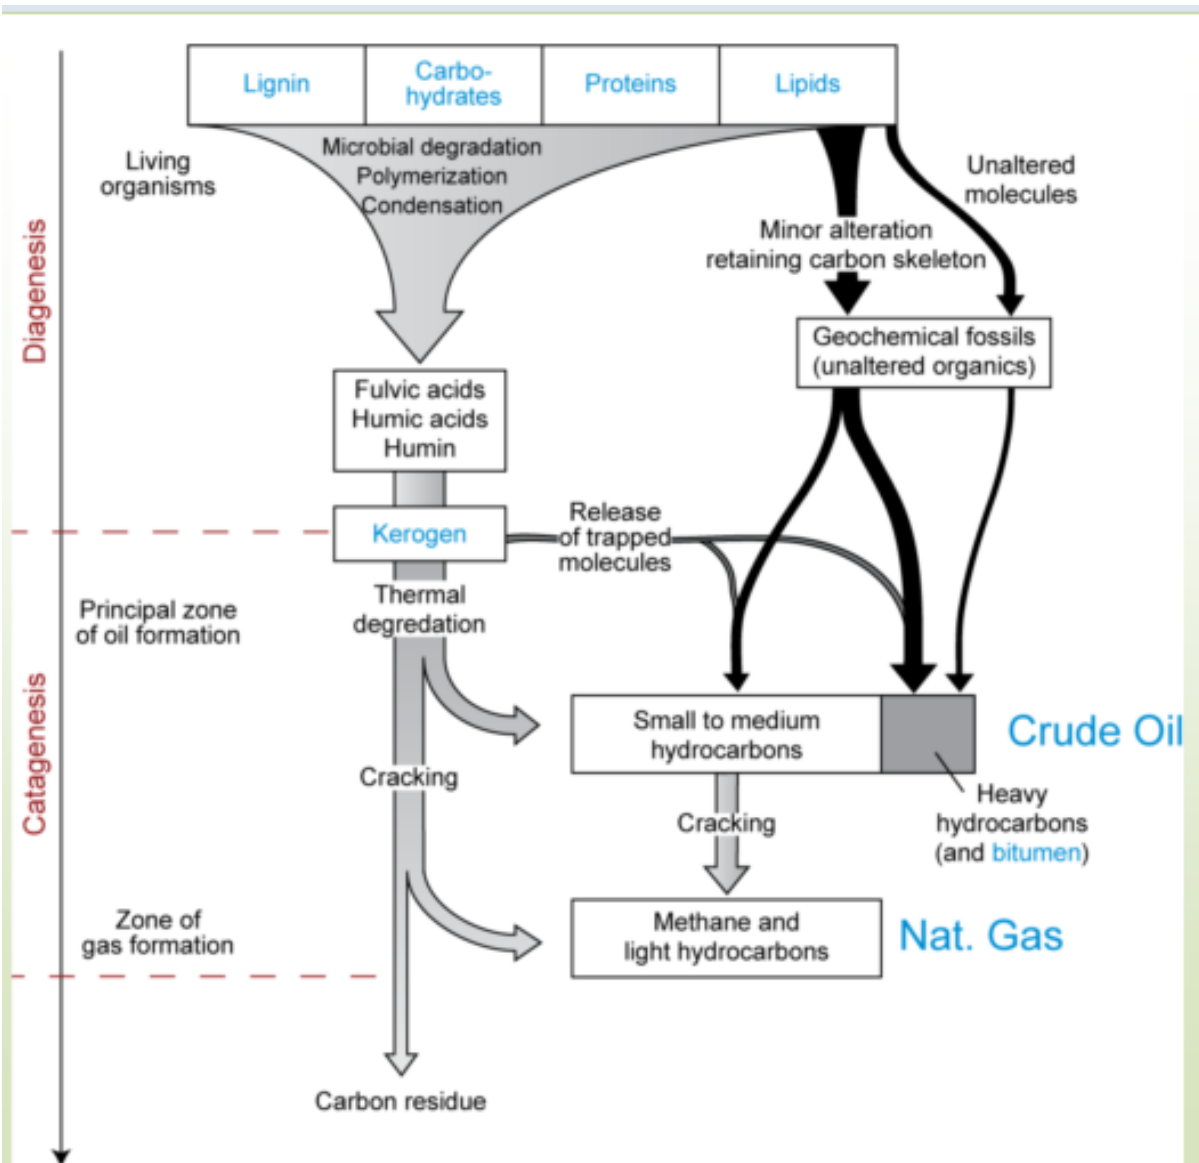 Lignin
Carbo-
hydrates
Proteins
Lipids
Living
organisms
Microbial degradation
Polymerization
Condensation
Unaltered
molecules
Minor alteration
retaining carbon skeleton
Diagenesis
Geochemical fossils
(unaltered organics)
Fulvic acids
Humic acids
Humin
Kerogen
Release
of trapped
molecules
Thermal
degredation
Principal zone
of oil formation
Catagenesis
Small to medium
hydrocarbons
Crude Oil
Cracking
Cracking
Heavy
hydrocarbons
(and bitumen)
Zone of
gas formation
Methane and
light hydrocarbons
Nat. Gas
Carbon residue